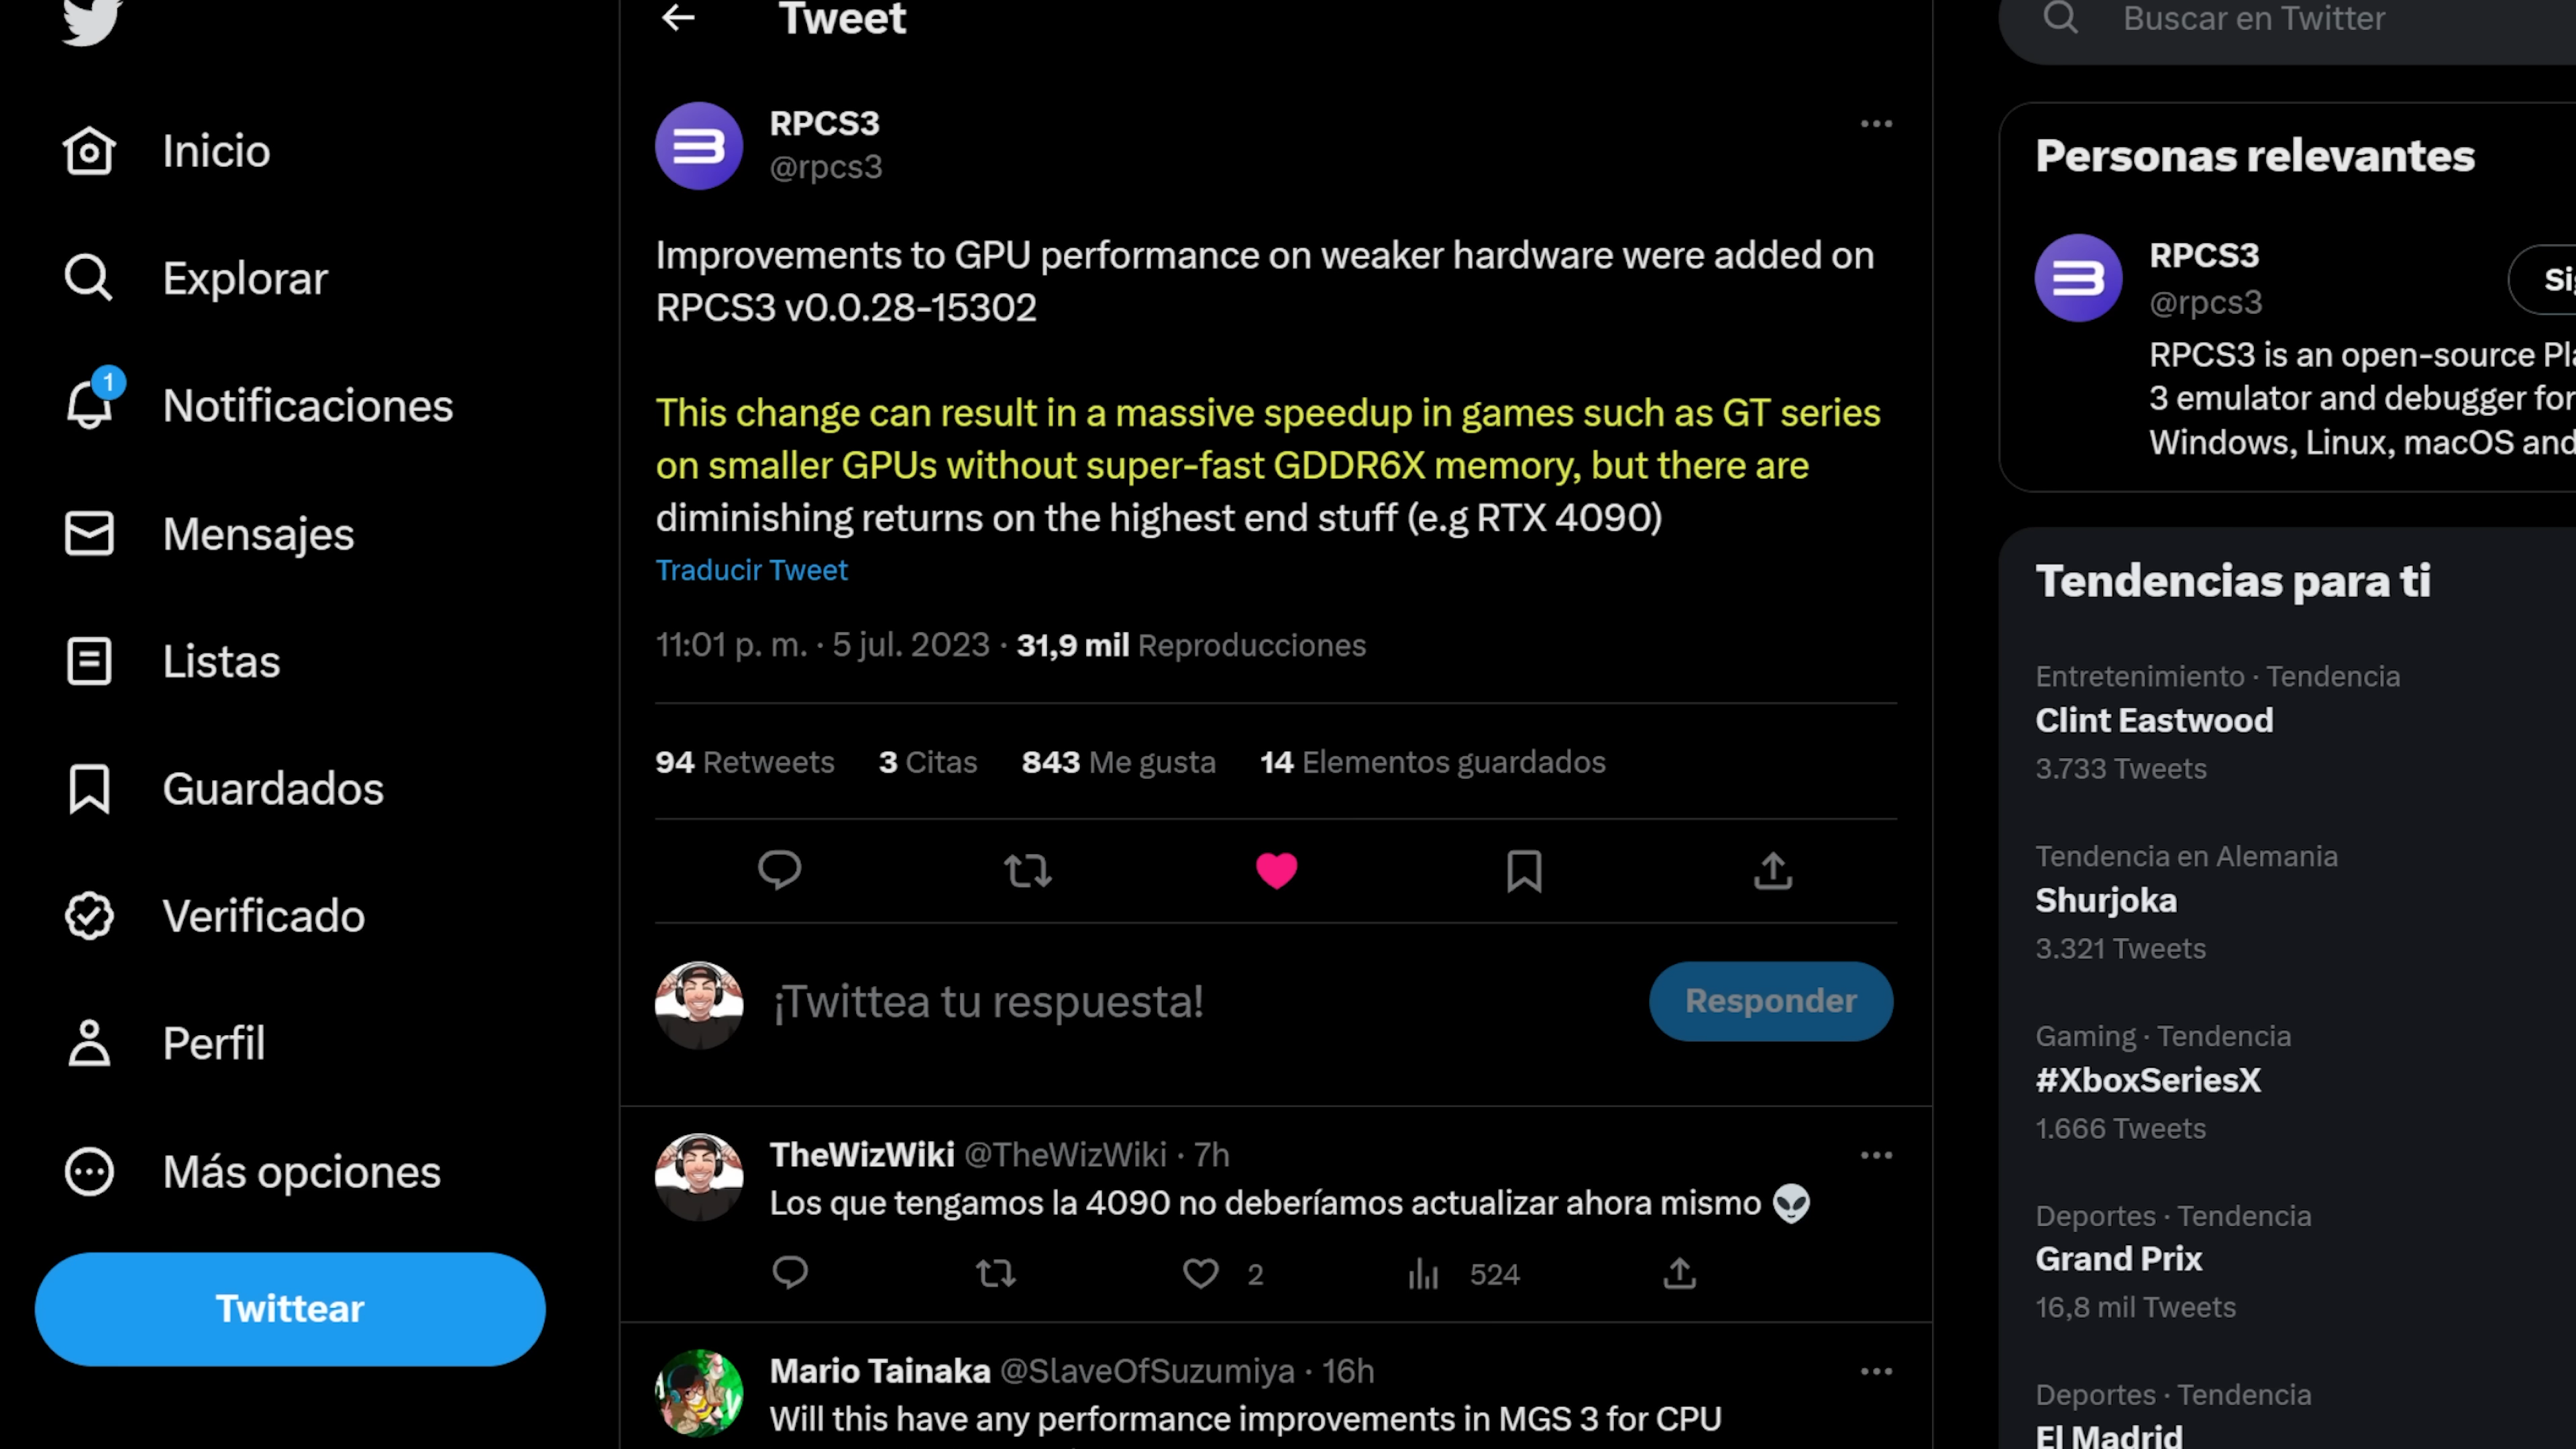 Inicio
Explorar
1
Notificaciones
Mensajes
Listas
Guardados
Verificado
Perfil
Más opciones
Twittear
Tweet
RPCS3
@rpcs3
Improvements to GPU performance on weaker hardware were added on
RPCS3 v0.0.28-15302
This change can result in a massive speedup in games such as GT series
on smaller GPUs without super-fast GDDR6X memory, but there are
diminishing returns on the highest end stuff (e.g RTX 4090)
Traducir Tweet
11:01 p. m. · 5 jul. 2023 · 31,9 mil Reproducciones
94 Retweets 3 Citas 843 Me gusta 14 Elementos guardados
¡Twittea tu respuesta!
Responder
TheWizWiki @TheWizWiki · 7h
Los que tengamos la 4090 no deberíamos actualizar ahora mismo 👽
2 524
Mario Tainaka @SlaveOfSuzumiya · 16h
Will this have any performance improvements in MGS 3 for CPU
Buscar en Twitter
Personas relevantes
RPCS3
@rpcs3
RPCS3 is an open-source
3 emulator and debugger for
Windows, Linux, macOS and
Tendencias para ti
Entretenimiento · Tendencia
Clint Eastwood
3.733 Tweets
Tendencia en Alemania
Shurjoka
3.321 Tweets
Gaming · Tendencia
#XboxSeriesX
1.666 Tweets
Deportes · Tendencia
Grand Prix
16,8 mil Tweets
Deportes · Tendencia
El Madrid